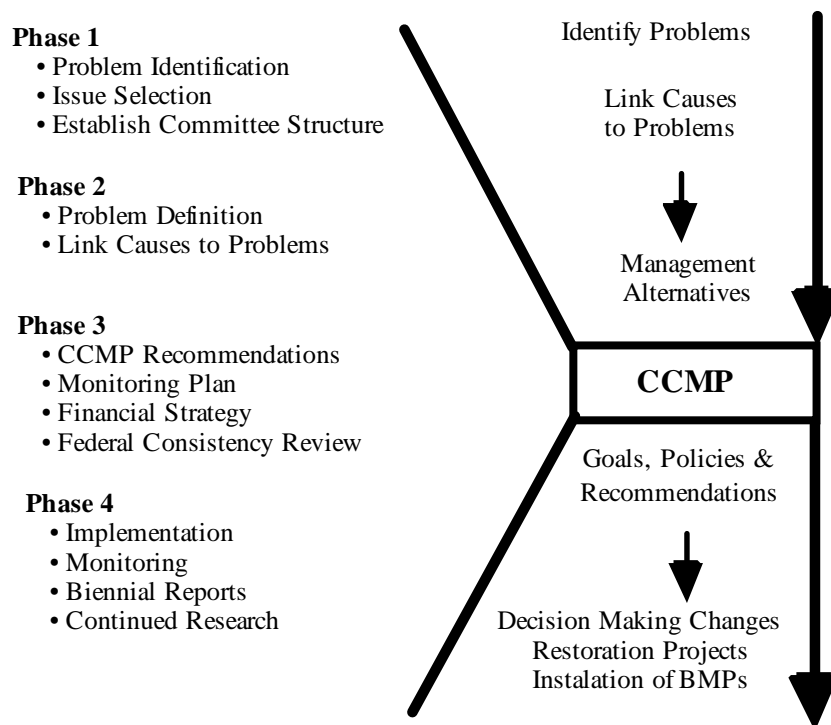 Phase 1
• Problem Identification
• Issue Selection
• Establish Committee Structure
Phase 2
• Problem Definition
• Link Causes to Problems
Phase 3
• CCMP Recommendations
• Monitoring Plan
• Financial Strategy
• Federal Consistency Review
Phase 4
• Implementation
• Monitoring
• Biennial Reports
• Continued Research
Identify Problems
Link Causes
to Problems
Management
Alternatives
CCMP
Goals, Policies &
Recommendations
Decision Making Changes
Restoration Projects
Instalation of BMPs